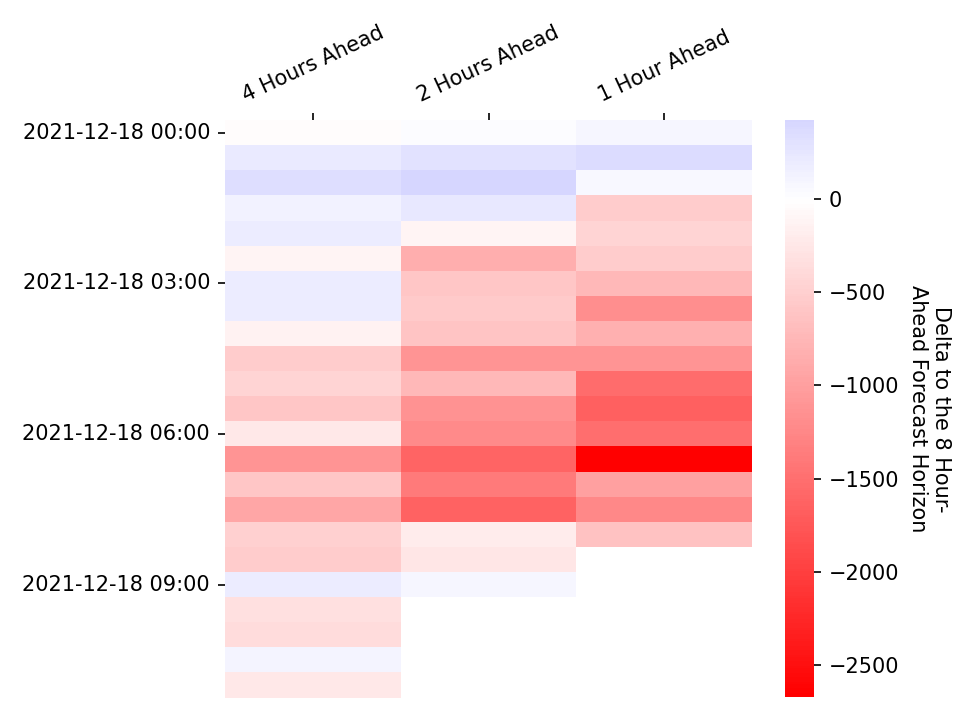 4 Hours Ahead
2 Hours Ahead
1 Hour Ahead
2021-12-18 00:00
2021-12-18 03:00
2021-12-18 06:00
2021-12-18 09:00
0
−500
−1000
−1500
−2000
−2500
Delta to the 8 Hour-
Ahead Forecast Horizon